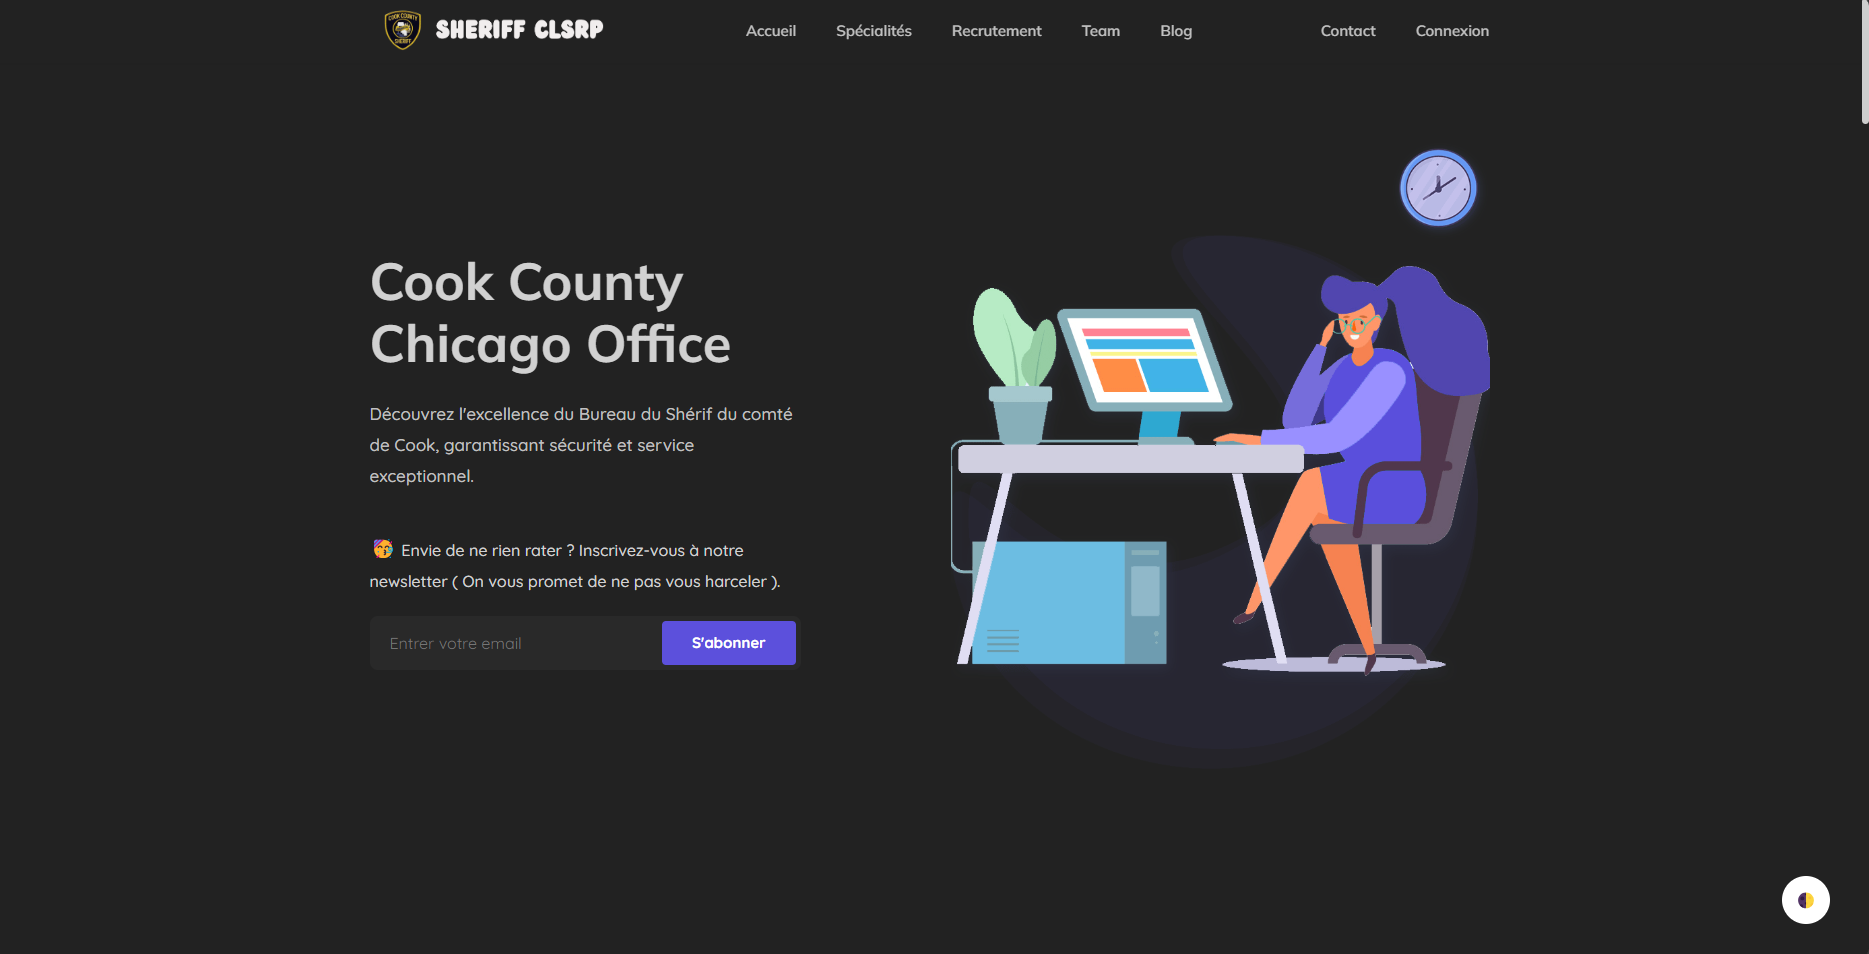 COOK COUNTY
SHERIFF
SHERIFF CLSRP
Accueil
Spécialités
Recrutement
Team
Blog
Contact
Connexion
Cook County
Chicago Office
Découvrez l'excellence du Bureau du Shérif du comté
de Cook, garantissant sécurité et service
exceptionnel.
🥳 Envie de ne rien rater ? Inscrivez-vous à notre
newsletter ( On vous promet de ne pas vous harceler ).
Entrer votre email
S'abonner